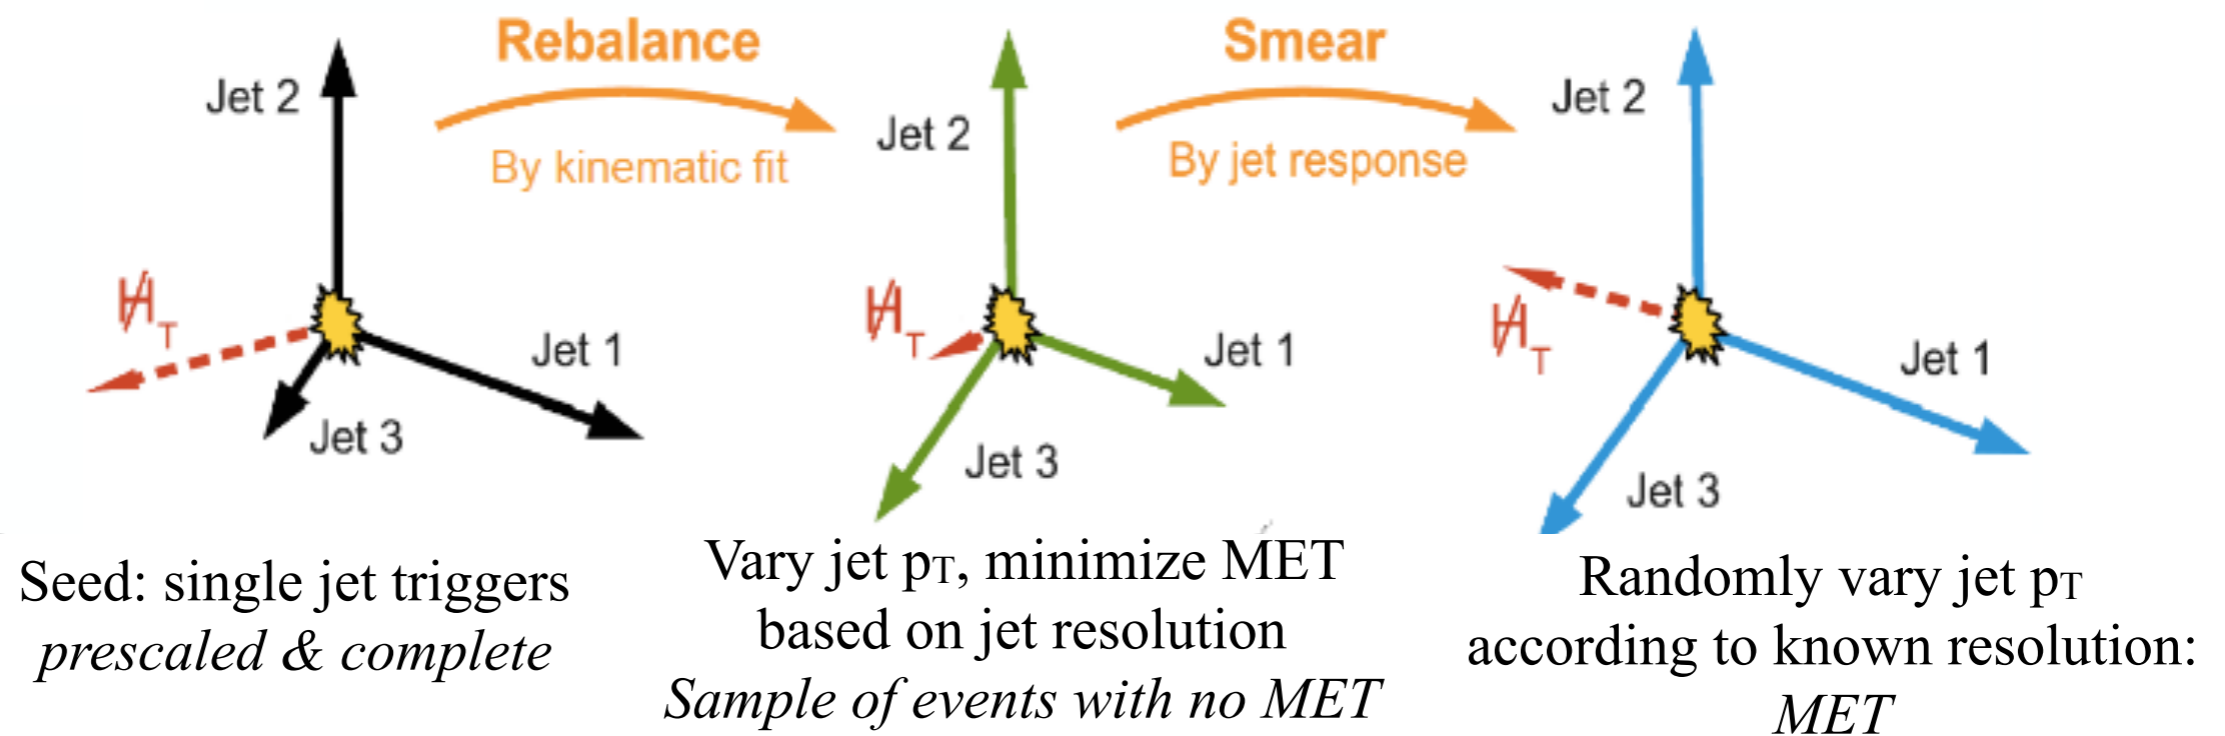 Rebalance
By kinematic fit
Smear
By jet response
Jet 2
H̸T
Jet 1
Jet 3
Jet 2
H̸T
Jet 1
Jet 3
Jet 2
H̸T
Jet 1
Jet 3
Seed: single jet triggers
prescaled & complete
Vary jet pT, minimize MET
based on jet resolution
Sample of events with no MET
Randomly vary jet pT
according to known resolution:
MET